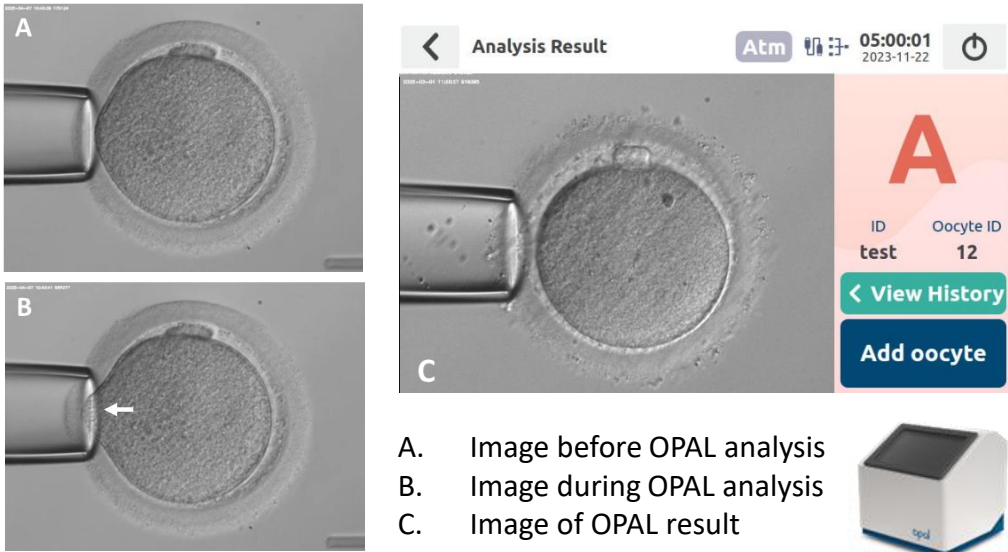 A
B
Analysis Result
Atm
05:00:01
2023-11-22
A
ID
Oocyte ID
test
12
< View History
Add oocyte
C
A. Image before OPAL analysis
B. Image during OPAL analysis
C. Image of OPAL result
opal